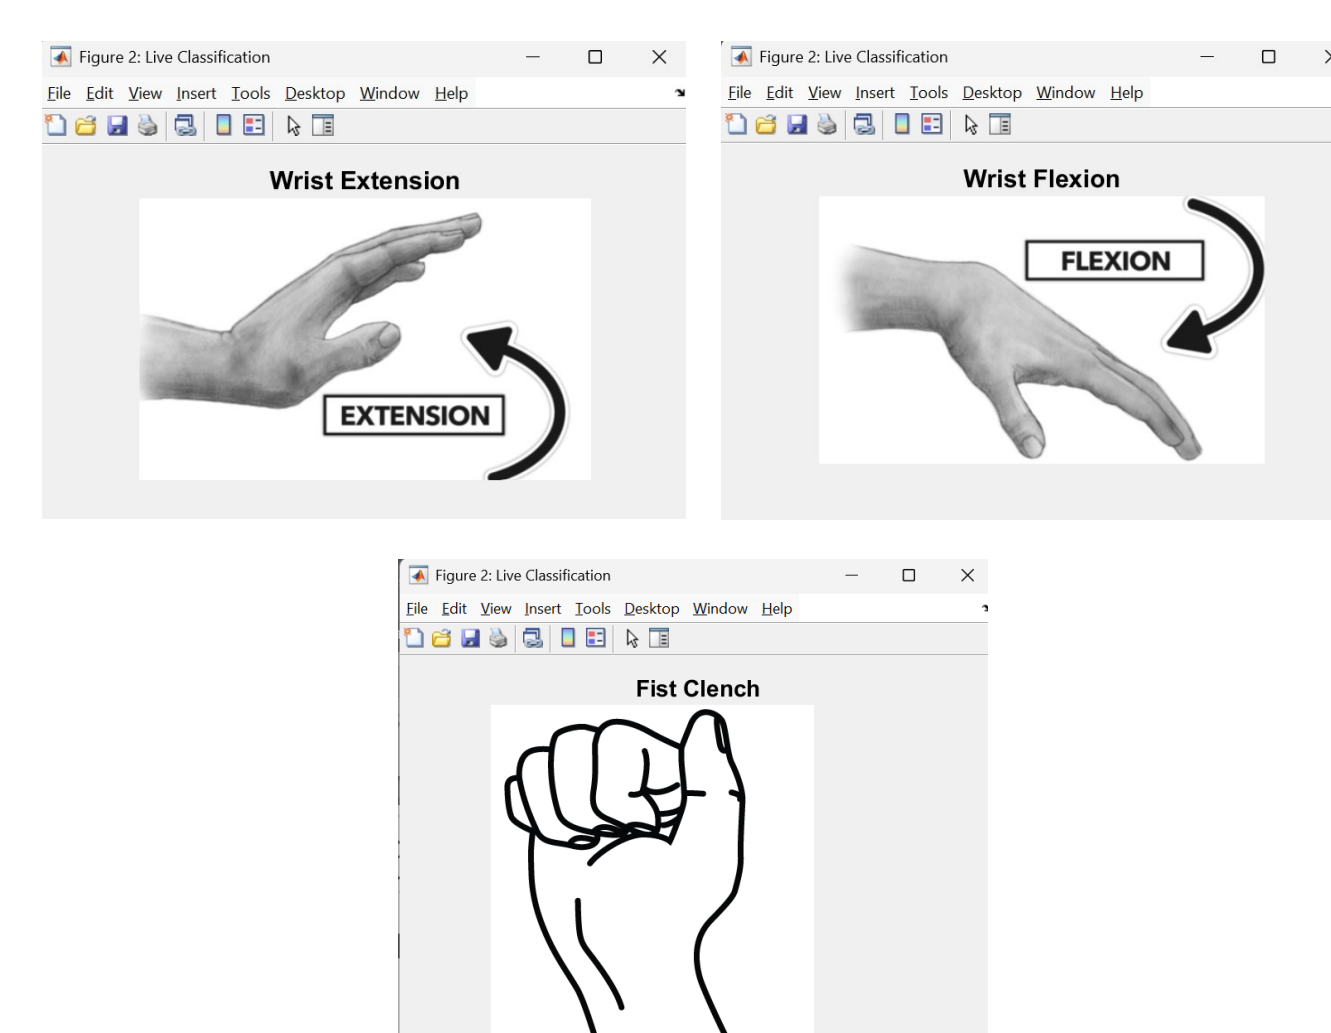 Figure 2: Live Classification
File Edit View Insert Tools Desktop Window Help
Wrist Extension
EXTENSION
Figure 2: Live Classification
File Edit View Insert Tools Desktop Window Help
Wrist Flexion
FLEXION
Figure 2: Live Classification
File Edit View Insert Tools Desktop Window Help
Fist Clench